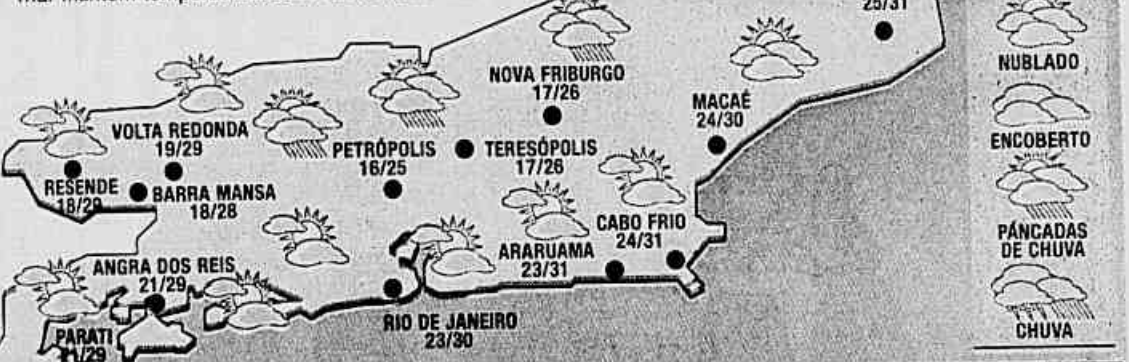 25/31
NOVA FRIBURGO
17/26
MACAÉ
24/30
VOLTA REDONDA
19/29
PETRÓPOLIS
16/25
TERESÓPOLIS
17/26
RESENDE
18/29
BARRA MANSA
18/28
CABO FRIO
24/31
ARARUAMA
23/31
ANGRA DOS REIS
21/29
PARATI
RIO DE JANEIRO
23/30
NUBLADO
ENCOBERTO
PÁNCADAS
DE CHUVA
CHUVA